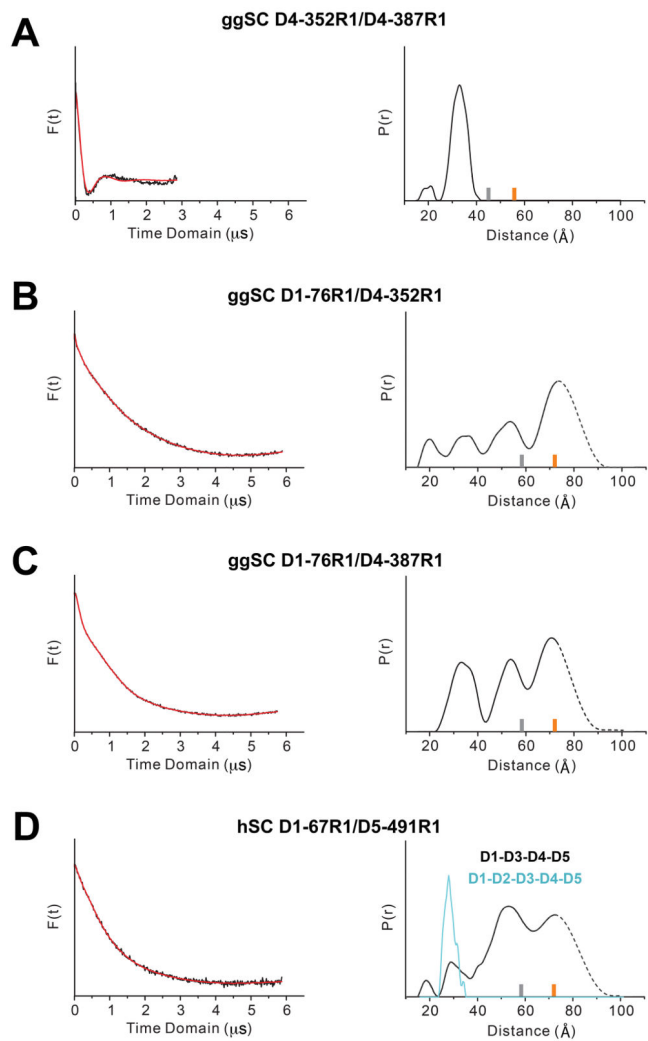 A
ggSC D4-352R1/D4-387R1
F(t)
0 1 2 3 4 5 6
Time Domain (μs)
P(r)
20 40 60 80 100
Distance (Å)
B
ggSC D1-76R1/D4-352R1
F(t)
0 1 2 3 4 5 6
Time Domain (μs)
P(r)
20 40 60 80 100
Distance (Å)
C
ggSC D1-76R1/D4-387R1
F(t)
0 1 2 3 4 5 6
Time Domain (μs)
P(r)
20 40 60 80 100
Distance (Å)
D
hSC D1-67R1/D5-491R1
F(t)
0 1 2 3 4 5 6
Time Domain (μs)
D1-D3-D4-D5
D1-D2-D3-D4-D5
P(r)
20 40 60 80 100
Distance (Å)